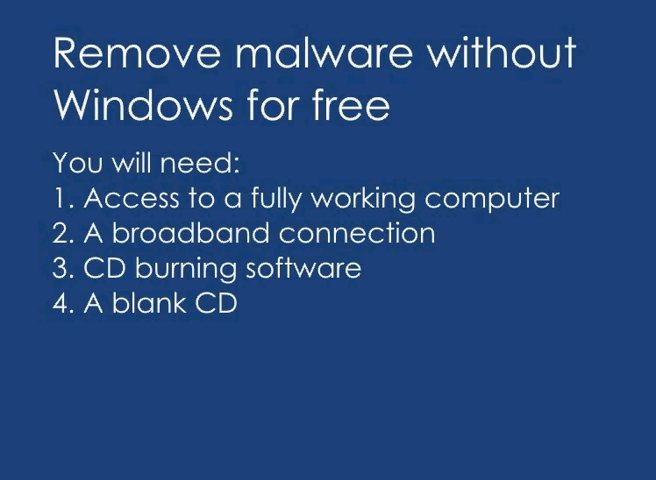 Remove malware without
Windows for free
You will need:
1. Access to a fully working computer
2. A broadband connection
3. CD burning software
4. A blank CD